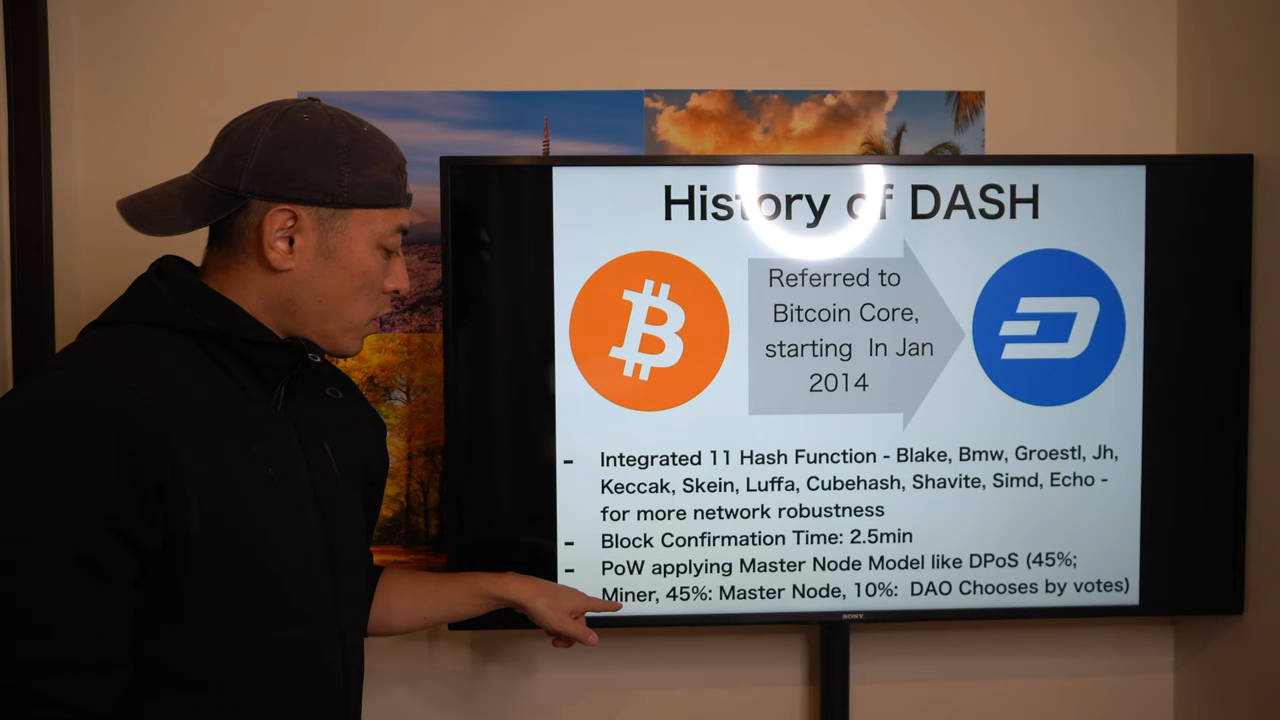 History of DASH
Referred to
Bitcoin Core,
starting In Jan
2014
- Integrated 11 Hash Function - Blake, Bmw, Groestl, Jh,
Keccak, Skein, Luffa, Cubehash, Shavite, Simd, Echo -
for more network robustness
- Block Confirmation Time: 2.5min
- PoW applying Master Node Model like DPoS (45%;
Miner, 45%: Master Node, 10%: DAO Chooses by votes)
SONY